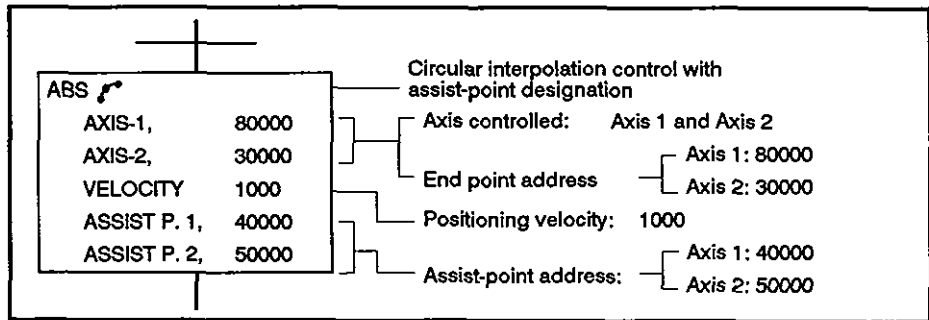 ABS
AXIS-1, 80000
AXIS-2, 30000
VELOCITY 1000
ASSIST P. 1, 40000
ASSIST P. 2, 50000
Circular interpolation control with
assist-point designation
Axis controlled: Axis 1 and Axis 2
End point address
Axis 1: 80000
Axis 2: 30000
Positioning velocity: 1000
Assist-point address:
Axis 1: 40000
Axis 2: 50000